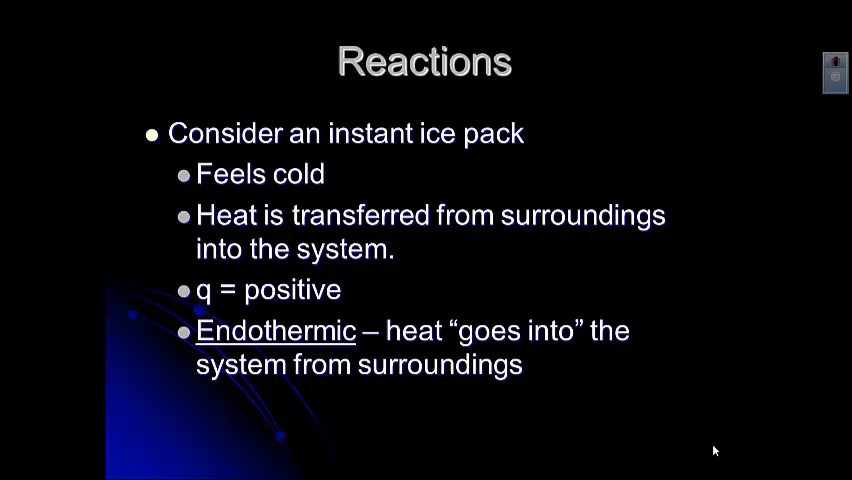 Reactions
Consider an instant ice pack
Feels cold
Heat is transferred from surroundings
into the system.
q = positive
Endothermic – heat “goes into” the
system from surroundings